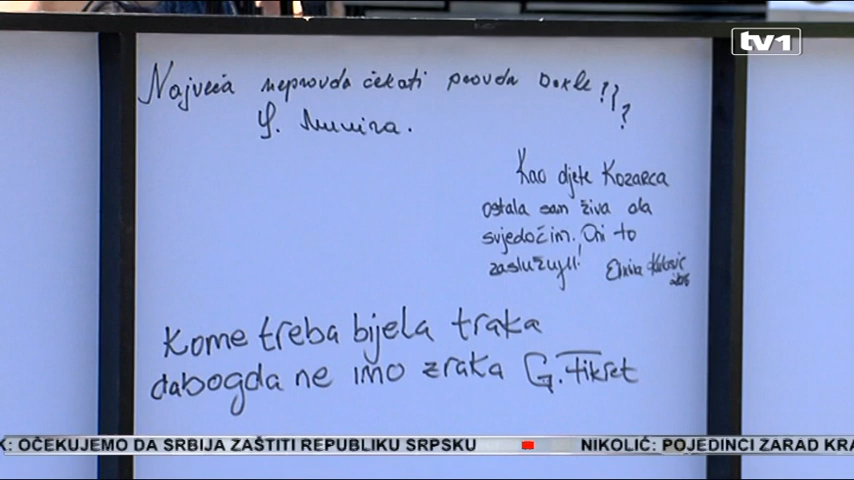 tv1
Najveća nepravda čekati pravda Dokle?!?
Kao djete Kozarca
ostala sam živa da
svjedočim. Oni to
zaslužuju!
Kome treba bijela traka
dabogda ne imo zraka G. Fikret
K: OČEKUJEMO DA SRBIJA ZAŠTITI REPUBLIKU SRPSKU
NIKOLIĆ: POJEDINCI ZARAD KRA